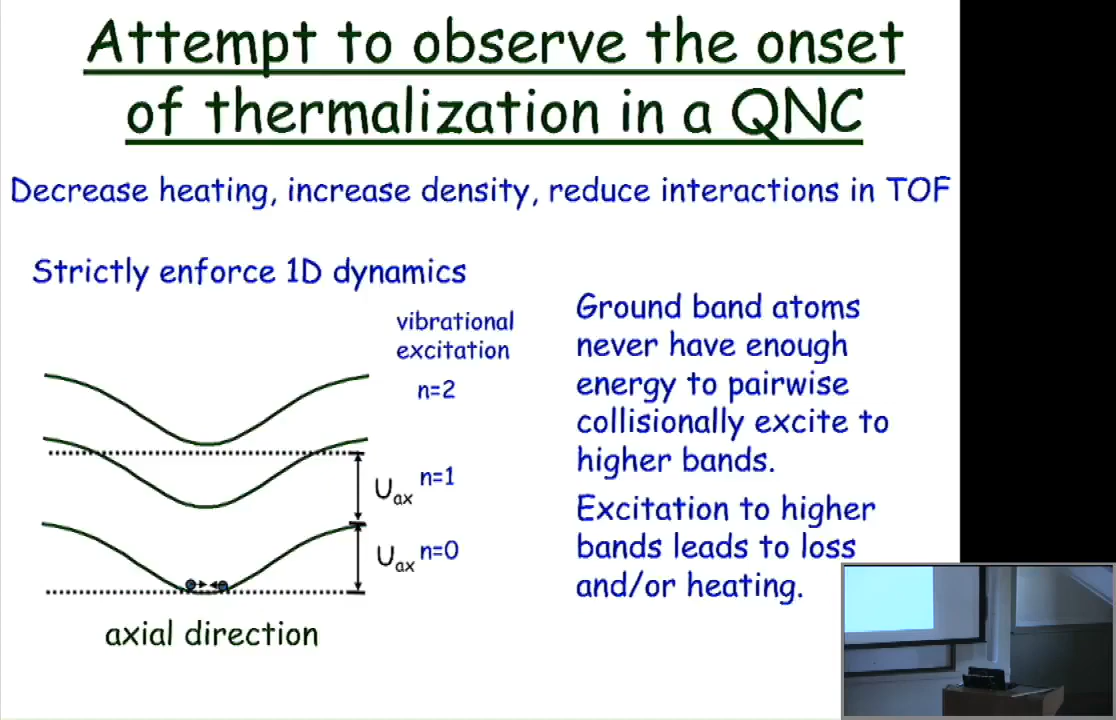 Attempt to observe the onset
of thermalization in a QNC
Decrease heating, increase density, reduce interactions in TOF
Strictly enforce 1D dynamics
vibrational
excitation
n=2
n=1
Uax
n=0
Uax
axial direction
Ground band atoms
never have enough
energy to pairwise
collisionally excite to
higher bands.
Excitation to higher
bands leads to loss
and/or heating.